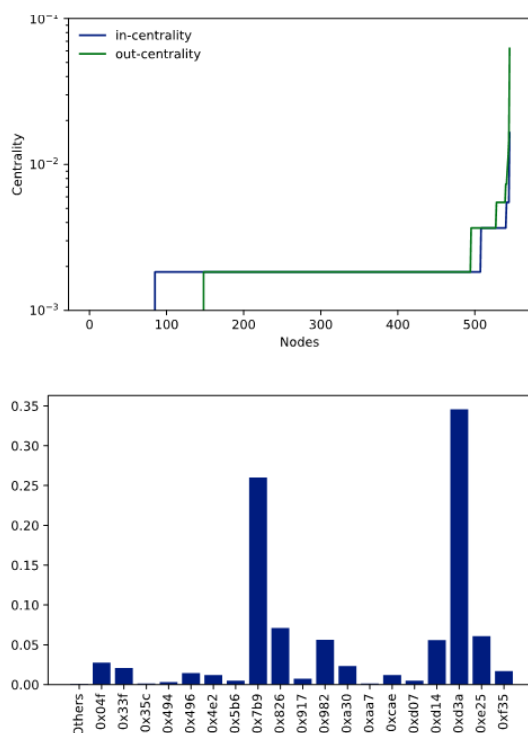 10⁻¹
in-centrality
out-centrality
10⁻²
Centrality
10⁻³
0 100 200 300 400 500
Nodes
0.35
0.30
0.25
0.20
0.15
0.10
0.05
0.00
Others 0x04f 0x33f 0x35c 0x494 0x496 0x4e2 0x5b6 0x7b9 0x826 0x917 0x982 0xa30 0xaa7 0xcae 0xd07 0xd14 0xd3a 0xe25 0xf35